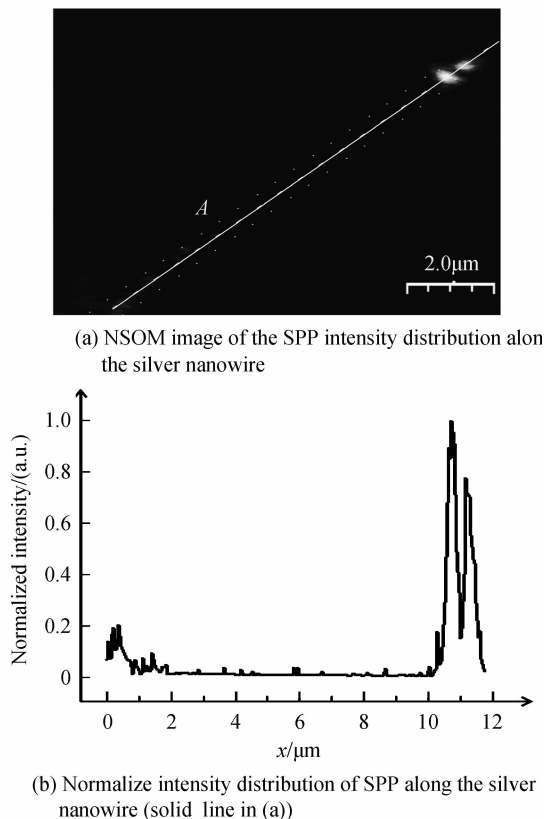 A
2.0μm
(a) NSOM image of the SPP intensity distribution alon
the silver nanowire
Normalized intensity/(a.u.)
1.0
0.8
0.6
0.4
0.2
0
0 2 4 6 8 10 12
x/μm
(b) Normalize intensity distribution of SPP along the silver
nanowire (solid line in (a))